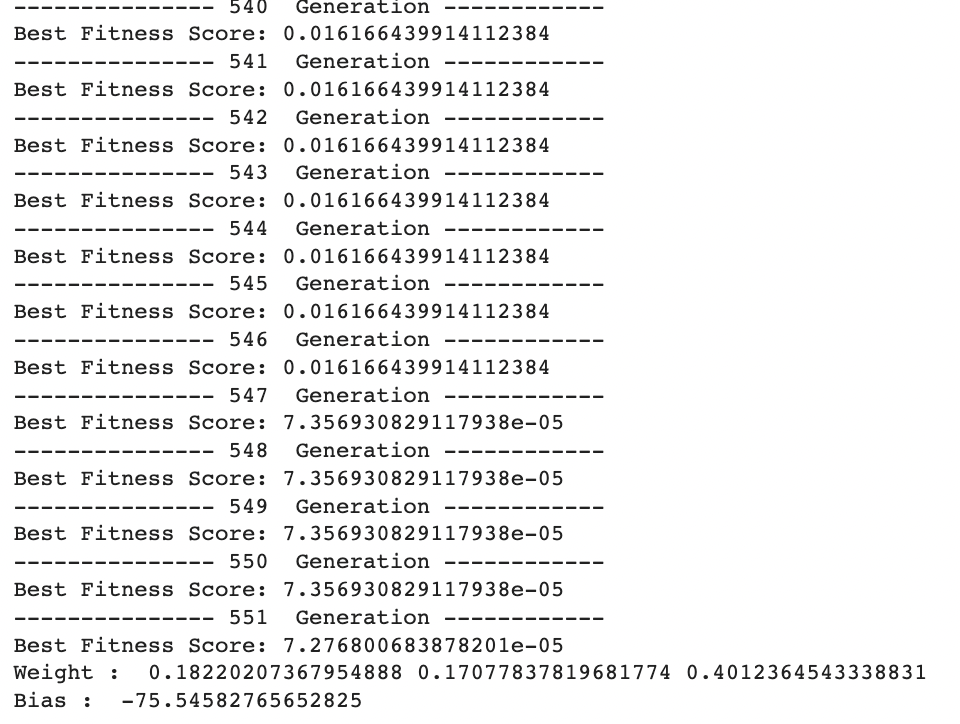 --------------- 540  Generation ------------
Best Fitness Score: 0.016166439914112384
--------------- 541  Generation ------------
Best Fitness Score: 0.016166439914112384
--------------- 542  Generation ------------
Best Fitness Score: 0.016166439914112384
--------------- 543  Generation ------------
Best Fitness Score: 0.016166439914112384
--------------- 544  Generation ------------
Best Fitness Score: 0.016166439914112384
--------------- 545  Generation ------------
Best Fitness Score: 0.016166439914112384
--------------- 546  Generation ------------
Best Fitness Score: 0.016166439914112384
--------------- 547  Generation ------------
Best Fitness Score: 7.356930829117938e-05
--------------- 548  Generation ------------
Best Fitness Score: 7.356930829117938e-05
--------------- 549  Generation ------------
Best Fitness Score: 7.356930829117938e-05
--------------- 550  Generation ------------
Best Fitness Score: 7.356930829117938e-05
--------------- 551  Generation ------------
Best Fitness Score: 7.276800683878201e-05
Weight :  0.18220207367954888 0.17077837819681774 0.4012364543338831
Bias :  -75.54582765652825